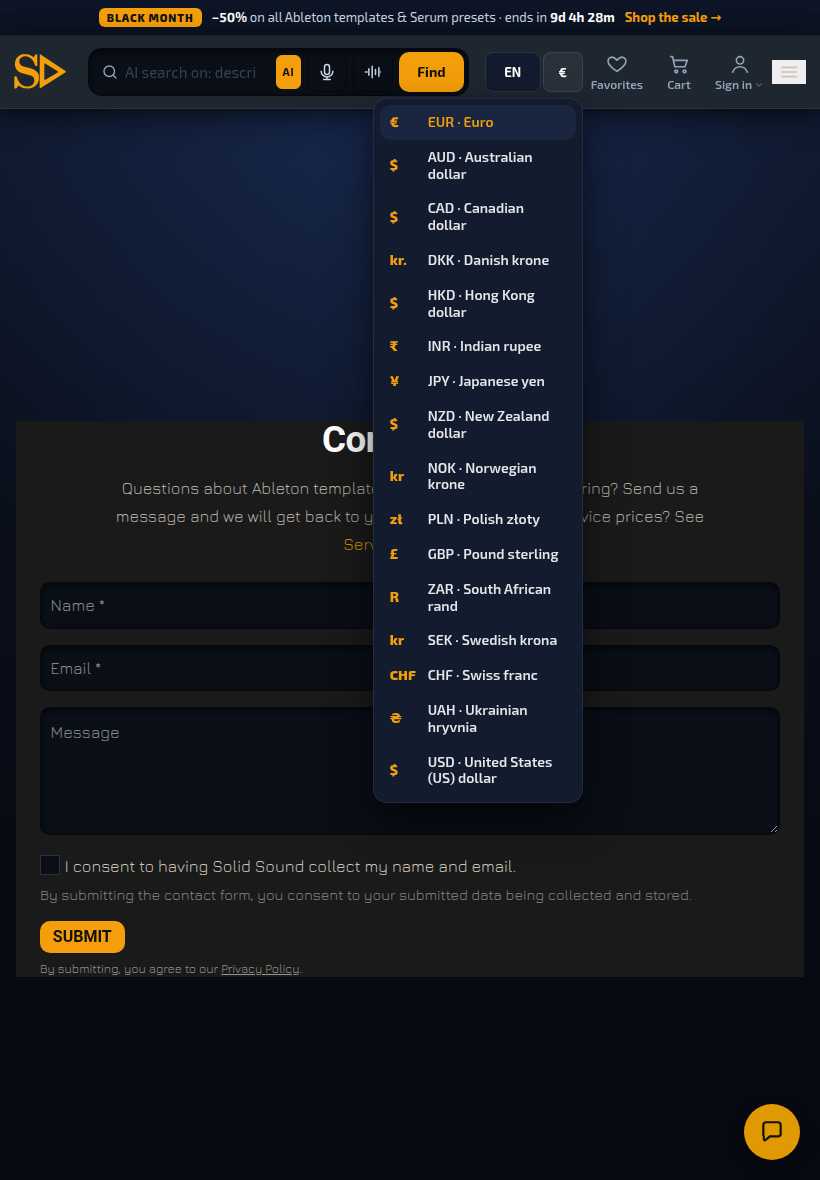 BLACK MONTH −50% on all Ableton templates & Serum presets · ends in 9d 4h 28m Shop the sale →
S
AI search on: descri
AI
Find
EN
€
Favorites
Cart
Sign in
€ EUR · Euro
$ AUD · Australian
dollar
$ CAD · Canadian
dollar
kr. DKK · Danish krone
$ HKD · Hong Kong
dollar
₹ INR · Indian rupee
¥ JPY · Japanese yen
$ NZD · New Zealand
dollar
kr NOK · Norwegian
krone
zł PLN · Polish złoty
£ GBP · Pound sterling
R ZAR · South African
rand
kr SEK · Swedish krona
CHF CHF · Swiss franc
₴ UAH · Ukrainian
hryvnia
$ USD · United States
(US) dollar
Questions about Ableton ring? Send us a
message and we will get back to prices? See
Name *
Email *
Message
I consent to having Solid Sound collect my name and email.
By submitting the contact form, you consent to your submitted data being collected and stored.
SUBMIT
By submitting, you agree to our Privacy Policy.